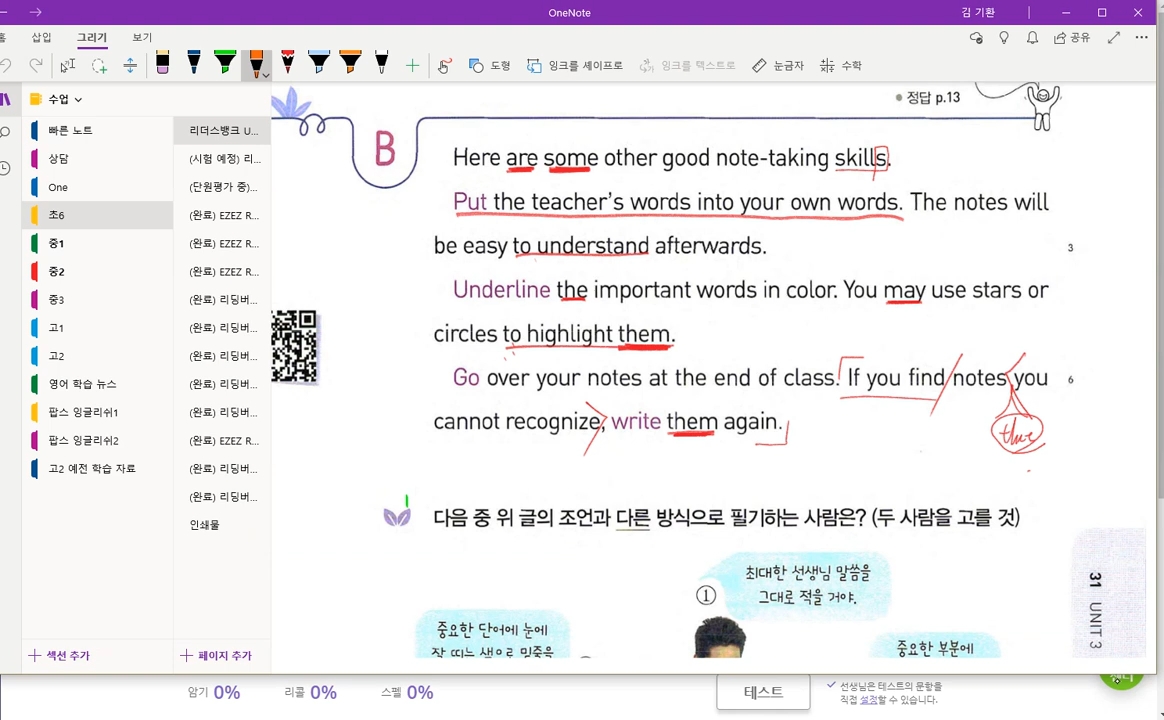 OneNote
김 기환
홈 삽입 그리기 보기
공유
도형 잉크를 셰이프로 잉크를 텍스트로 눈금자 수학
수업
빠른 노트
상담
One
초6
중1
중2
중3
고1
고2
영어 학습 뉴스
팝스 잉글리쉬1
팝스 잉글리쉬2
고2 예전 학습 자료
섹션 추가
리더스뱅크 U...
(시험 예정) 리...
(단원평가 중)...
(완료) EZEZ R...
(완료) EZEZ R...
(완료) EZEZ R...
(완료) 리딩버...
(완료) 리딩버...
(완료) 리딩버...
(완료) 리딩버...
(완료) 리딩버...
(완료) EZEZ R...
(완료) 리딩버...
(완료) 리딩버...
인쇄물
페이지 추가
정답 p.13
B
Here are some other good note-taking skills.
Put the teacher's words into your own words. The notes will
be easy to understand afterwards.
3
Underline the important words in color. You may use stars or
circles to highlight them.
Go over your notes at the end of class. If you find notes you
6
cannot recognize, write them again.
다음 중 위 글의 조언과 다른 방식으로 필기하는 사람은? (두 사람을 고를 것)
①
최대한 선생님 말씀을
그대로 적을 거야.
중요한 단어에 눈에
잘 띄는 색으로 밑줄을
중요한 부분에
31 UNIT 3
암기 0% 리콜 0% 스펠 0%
테스트
선생님은 테스트의 문항을
직접 설정할 수 있습니다.